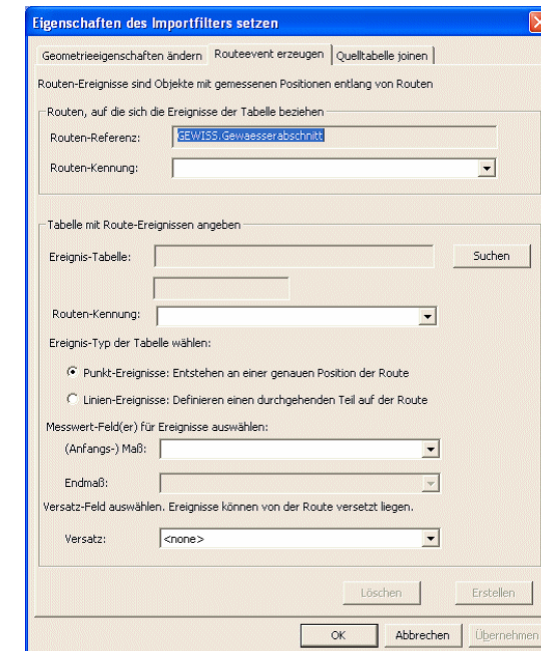 Eigenschaften des Importfilters setzen
Geometrieeigenschaften ändern Routeevent erzeugen Quelltabelle joinen
Routen-Ereignisse sind Objekte mit gemessenen Positionen entlang von Routen
Routen, auf die sich die Ereignisse der Tabelle beziehen
Routen-Referenz: GEWISS.Gewaesserabschnitt
Routen-Kennung:
Tabelle mit Route-Ereignissen angeben
Ereignis-Tabelle: Suchen
Routen-Kennung:
Ereignis-Typ der Tabelle wählen:
Punkt-Ereignisse: Entstehen an einer genauen Position der Route
Linien-Ereignisse: Definieren einen durchgehenden Teil auf der Route
Messwert-Feld(er) für Ereignisse auswählen:
(Anfangs-) Maß:
Endmaß:
Versatz-Feld auswählen. Ereignisse können von der Route versetzt liegen.
Versatz: <none>
Löschen Erstellen
OK Abbrechen Übernehmen